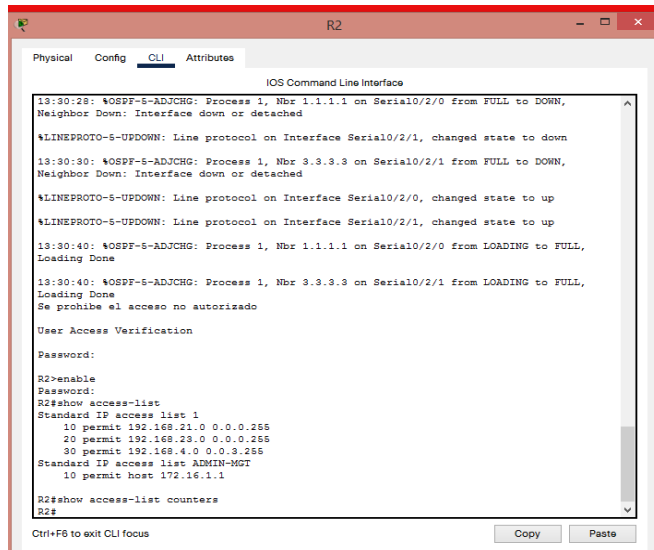 R2
Physical Config CLI Attributes
IOS Command Line Interface
13:30:28: %OSPF-5-ADJCHG: Process 1, Nbr 1.1.1.1 on Serial0/2/0 from FULL to DOWN,
Neighbor Down: Interface down or detached
%LINEPROTO-5-UPDOWN: Line protocol on Interface Serial0/2/1, changed state to down
13:30:30: %OSPF-5-ADJCHG: Process 1, Nbr 3.3.3.3 on Serial0/2/1 from FULL to DOWN,
Neighbor Down: Interface down or detached
%LINEPROTO-5-UPDOWN: Line protocol on Interface Serial0/2/0, changed state to up
%LINEPROTO-5-UPDOWN: Line protocol on Interface Serial0/2/1, changed state to up
13:30:40: %OSPF-5-ADJCHG: Process 1, Nbr 1.1.1.1 on Serial0/2/0 from LOADING to FULL,
Loading Done
13:30:40: %OSPF-5-ADJCHG: Process 1, Nbr 3.3.3.3 on Serial0/2/1 from LOADING to FULL,
Loading Done
Se prohibe el acceso no autorizado
User Access Verification
Password:
R2>enable
Password:
R2#show access-list
Standard IP access list 1
10 permit 192.168.21.0 0.0.0.255
20 permit 192.168.23.0 0.0.0.255
30 permit 192.168.4.0 0.0.3.255
Standard IP access list ADMIN-MGT
10 permit host 172.16.1.1
R2#show access-list counters
R2#
Ctrl+F6 to exit CLI focus
Copy Paste